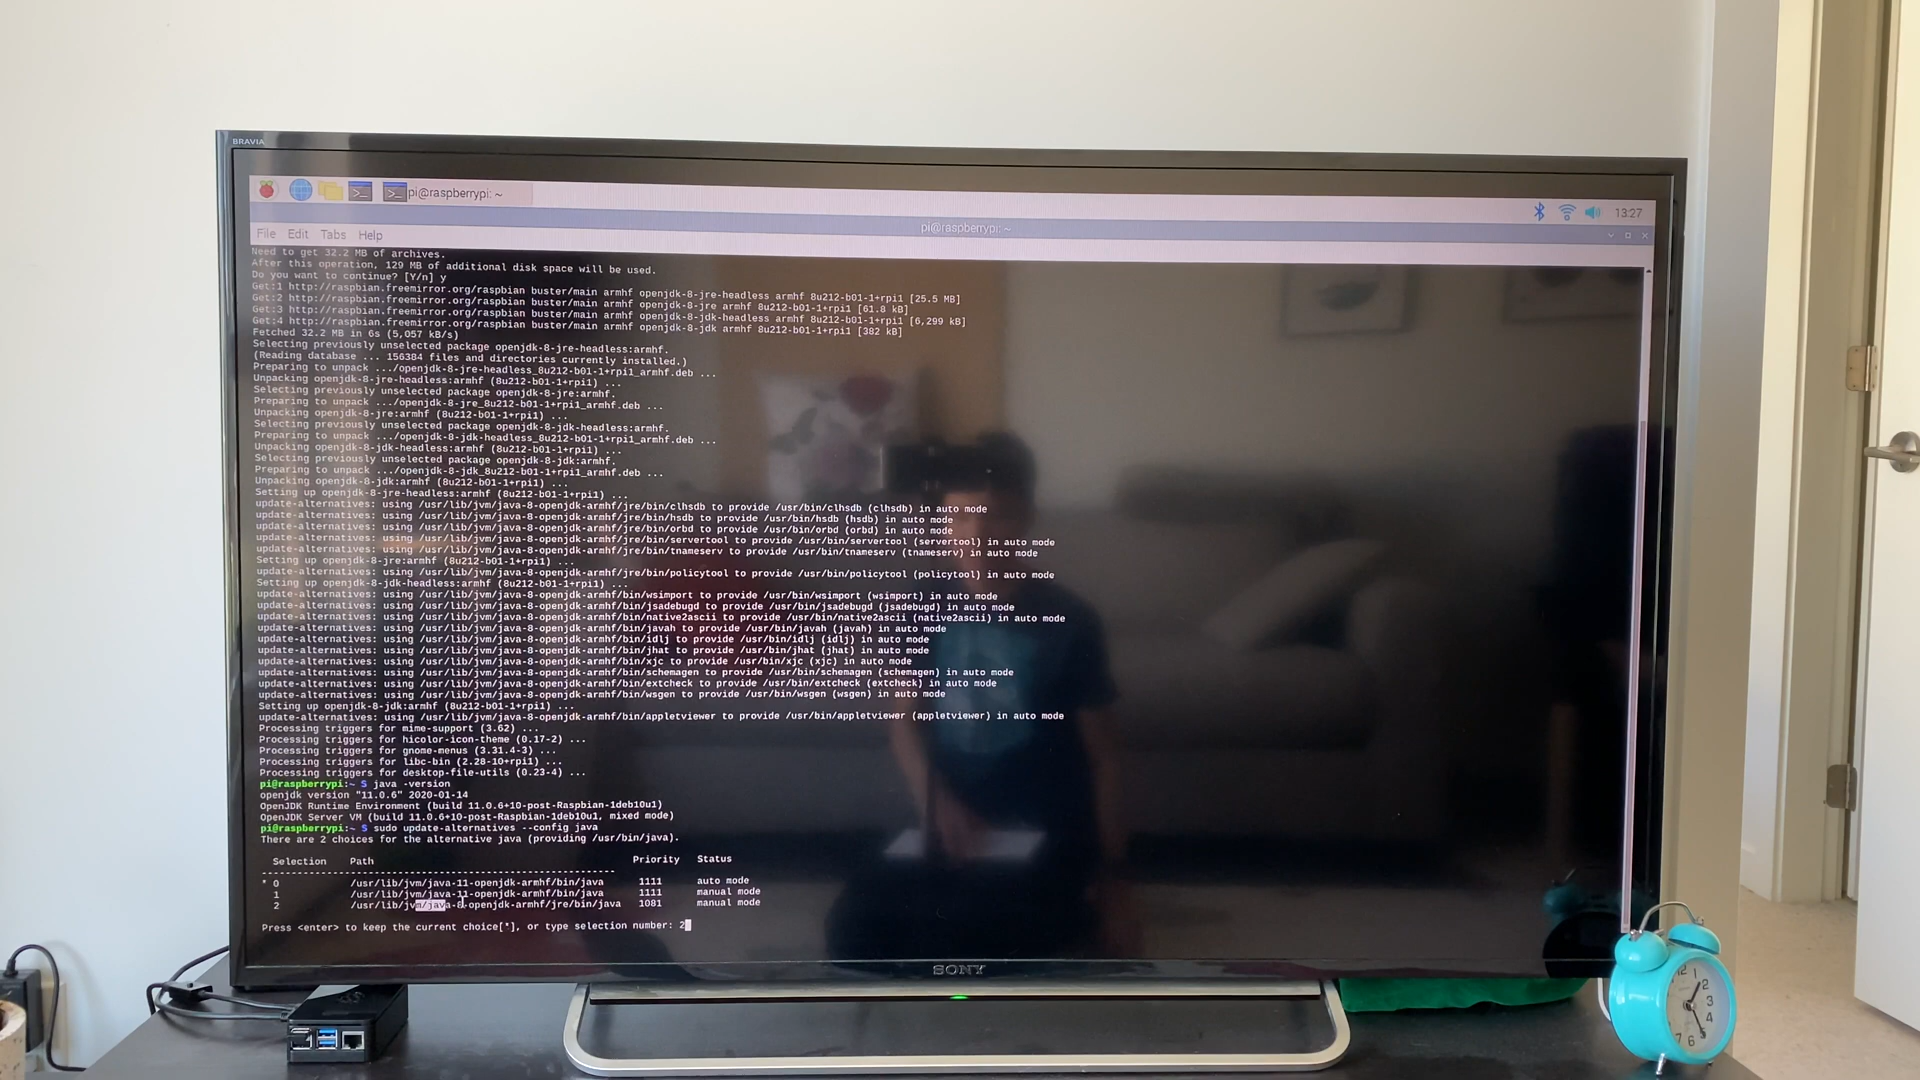 BRAVIA
pi@raspberrypi: ~
13:27
pi@raspberrypi: ~
File Edit Tabs Help
Need to get 32.2 MB of archives.
After this operation, 129 MB of additional disk space will be used.
Do you want to continue? [Y/n] y
Get:1 http://raspbian.freemirror.org/raspbian buster/main armhf openjdk-8-jre-headless armhf 8u212-b01-1+rpi1 [25.5 MB]
Get:2 http://raspbian.freemirror.org/raspbian buster/main armhf openjdk-8-jre armhf 8u212-b01-1+rpi1 [61.8 kB]
Get:3 http://raspbian.freemirror.org/raspbian buster/main armhf openjdk-8-jdk-headless armhf 8u212-b01-1+rpi1 [6,299 kB]
Get:4 http://raspbian.freemirror.org/raspbian buster/main armhf openjdk-8-jdk armhf 8u212-b01-1+rpi1 [382 kB]
Fetched 32.2 MB in 6s (5,057 kB/s)
Selecting previously unselected package openjdk-8-jre-headless:armhf.
(Reading database ... 156384 files and directories currently installed.)
Preparing to unpack .../openjdk-8-jre-headless_8u212-b01-1+rpi1_armhf.deb ...
Unpacking openjdk-8-jre-headless:armhf (8u212-b01-1+rpi1) ...
Selecting previously unselected package openjdk-8-jre:armhf.
Preparing to unpack .../openjdk-8-jre_8u212-b01-1+rpi1_armhf.deb ...
Unpacking openjdk-8-jre:armhf (8u212-b01-1+rpi1) ...
Selecting previously unselected package openjdk-8-jdk-headless:armhf.
Preparing to unpack .../openjdk-8-jdk-headless_8u212-b01-1+rpi1_armhf.deb ...
Unpacking openjdk-8-jdk-headless:armhf (8u212-b01-1+rpi1) ...
Selecting previously unselected package openjdk-8-jdk:armhf.
Preparing to unpack .../openjdk-8-jdk_8u212-b01-1+rpi1_armhf.deb ...
Unpacking openjdk-8-jdk:armhf (8u212-b01-1+rpi1) ...
Setting up openjdk-8-jre-headless:armhf (8u212-b01-1+rpi1) ...
update-alternatives: using /usr/lib/jvm/java-8-openjdk-armhf/jre/bin/clhsdb to provide /usr/bin/clhsdb (clhsdb) in auto mode
update-alternatives: using /usr/lib/jvm/java-8-openjdk-armhf/jre/bin/hsdb to provide /usr/bin/hsdb (hsdb) in auto mode
update-alternatives: using /usr/lib/jvm/java-8-openjdk-armhf/jre/bin/orbd to provide /usr/bin/orbd (orbd) in auto mode
update-alternatives: using /usr/lib/jvm/java-8-openjdk-armhf/jre/bin/servertool to provide /usr/bin/servertool (servertool) in auto mode
update-alternatives: using /usr/lib/jvm/java-8-openjdk-armhf/jre/bin/tnameserv to provide /usr/bin/tnameserv (tnameserv) in auto mode
Setting up openjdk-8-jre:armhf (8u212-b01-1+rpi1) ...
update-alternatives: using /usr/lib/jvm/java-8-openjdk-armhf/jre/bin/policytool to provide /usr/bin/policytool (policytool) in auto mode
Setting up openjdk-8-jdk-headless:armhf (8u212-b01-1+rpi1) ...
update-alternatives: using /usr/lib/jvm/java-8-openjdk-armhf/bin/wsimport to provide /usr/bin/wsimport (wsimport) in auto mode
update-alternatives: using /usr/lib/jvm/java-8-openjdk-armhf/bin/jsadebugd to provide /usr/bin/jsadebugd (jsadebugd) in auto mode
update-alternatives: using /usr/lib/jvm/java-8-openjdk-armhf/bin/native2ascii to provide /usr/bin/native2ascii (native2ascii) in auto mode
update-alternatives: using /usr/lib/jvm/java-8-openjdk-armhf/bin/javah to provide /usr/bin/javah (javah) in auto mode
update-alternatives: using /usr/lib/jvm/java-8-openjdk-armhf/bin/idlj to provide /usr/bin/idlj (idlj) in auto mode
update-alternatives: using /usr/lib/jvm/java-8-openjdk-armhf/bin/jhat to provide /usr/bin/jhat (jhat) in auto mode
update-alternatives: using /usr/lib/jvm/java-8-openjdk-armhf/bin/xjc to provide /usr/bin/xjc (xjc) in auto mode
update-alternatives: using /usr/lib/jvm/java-8-openjdk-armhf/bin/schemagen to provide /usr/bin/schemagen (schemagen) in auto mode
update-alternatives: using /usr/lib/jvm/java-8-openjdk-armhf/bin/extcheck to provide /usr/bin/extcheck (extcheck) in auto mode
update-alternatives: using /usr/lib/jvm/java-8-openjdk-armhf/bin/wsgen to provide /usr/bin/wsgen (wsgen) in auto mode
Setting up openjdk-8-jdk:armhf (8u212-b01-1+rpi1) ...
update-alternatives: using /usr/lib/jvm/java-8-openjdk-armhf/bin/appletviewer to provide /usr/bin/appletviewer (appletviewer) in auto mode
Processing triggers for mime-support (3.62) ...
Processing triggers for hicolor-icon-theme (0.17-2) ...
Processing triggers for gnome-menus (3.31.4-3) ...
Processing triggers for libc-bin (2.28-10+rpi1) ...
Processing triggers for desktop-file-utils (0.23-4) ...
pi@raspberrypi:~ $ java -version
openjdk version "11.0.6" 2020-01-14
OpenJDK Runtime Environment (build 11.0.6+10-post-Raspbian-1deb10u1)
OpenJDK Server VM (build 11.0.6+10-post-Raspbian-1deb10u1, mixed mode)
pi@raspberrypi:~ $ sudo update-alternatives --config java
There are 2 choices for the alternative java (providing /usr/bin/java).
Selection Path Priority Status
------------------------------------------------------------
* 0 /usr/lib/jvm/java-11-openjdk-armhf/bin/java 1111 auto mode
1 /usr/lib/jvm/java-11-openjdk-armhf/bin/java 1111 manual mode
2 /usr/lib/jvm/java-8-openjdk-armhf/jre/bin/java 1081 manual mode
Press <enter> to keep the current choice[*], or type selection number: 2
SONY
12 1 2 3 4 5 6 7